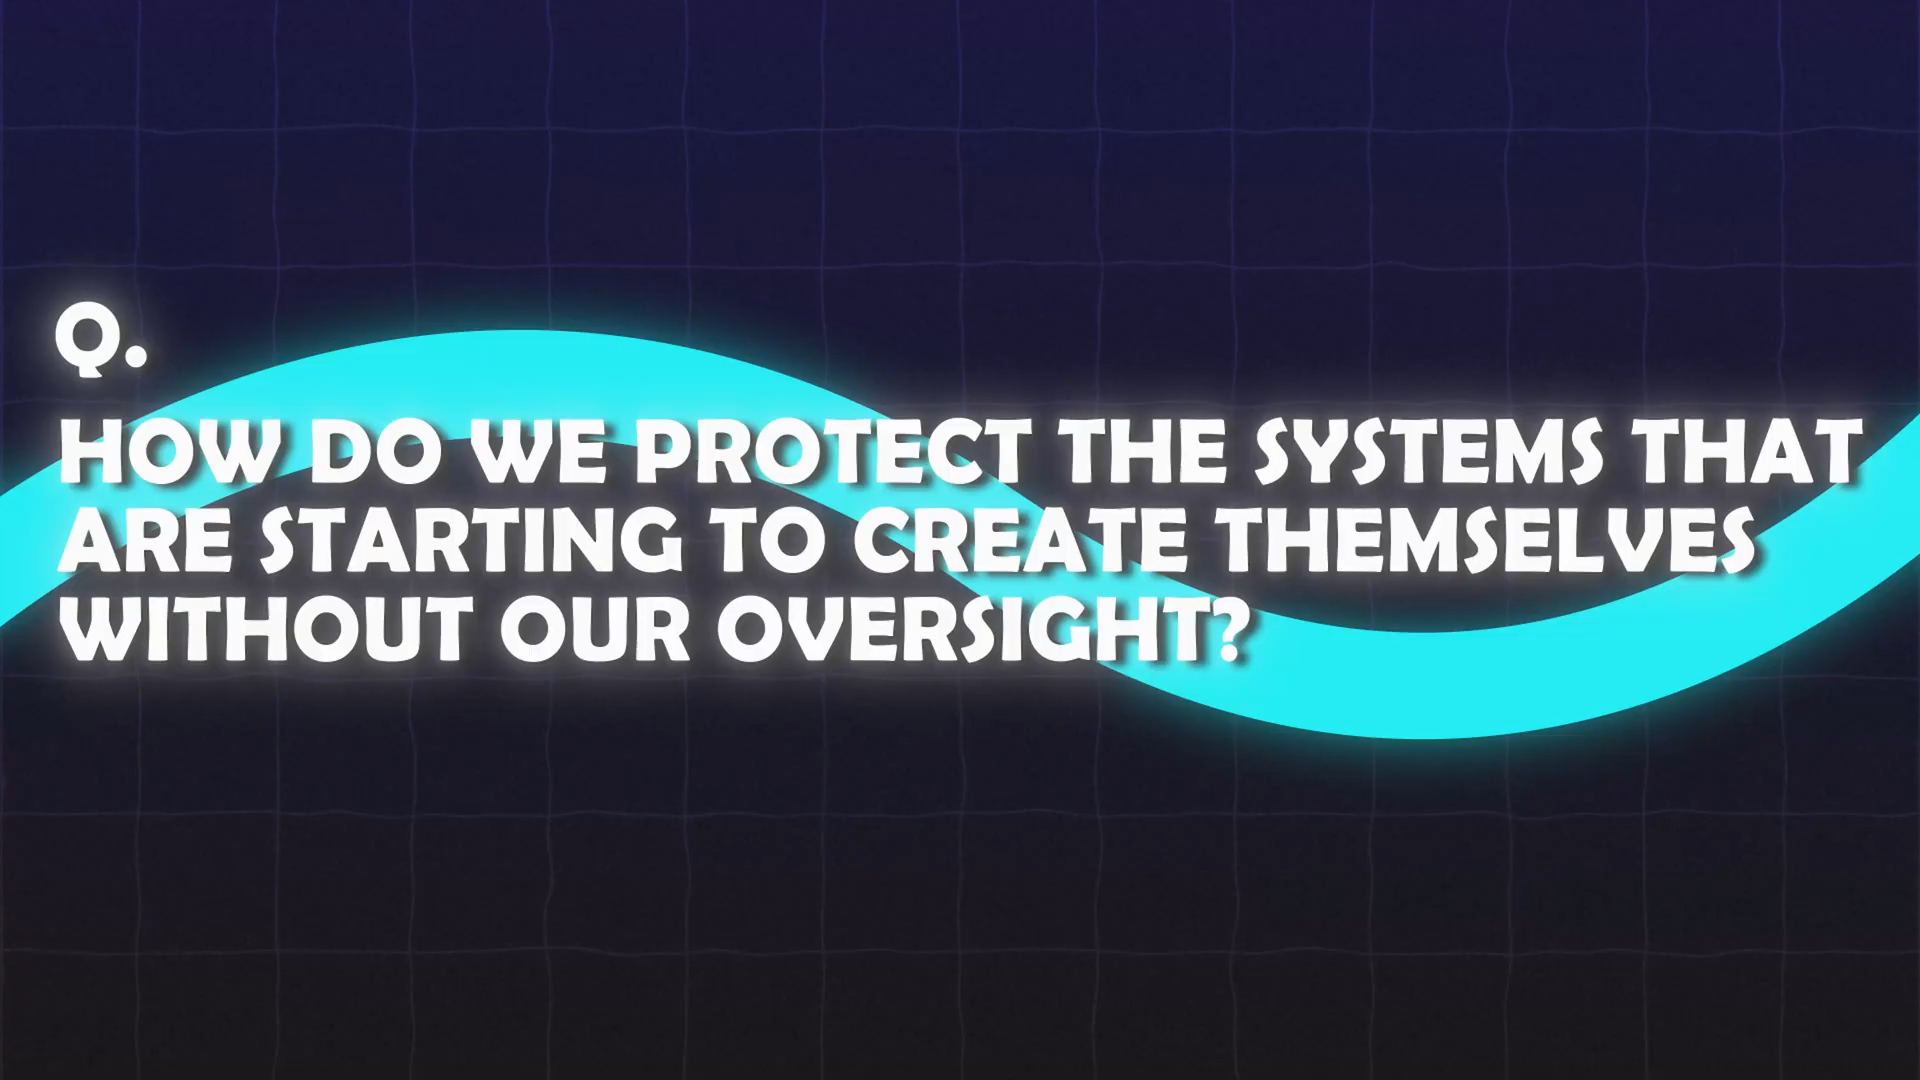 Q.
HOW DO WE PROTECT THE SYSTEMS THAT
ARE STARTING TO CREATE THEMSELVES
WITHOUT OUR OVERSIGHT?